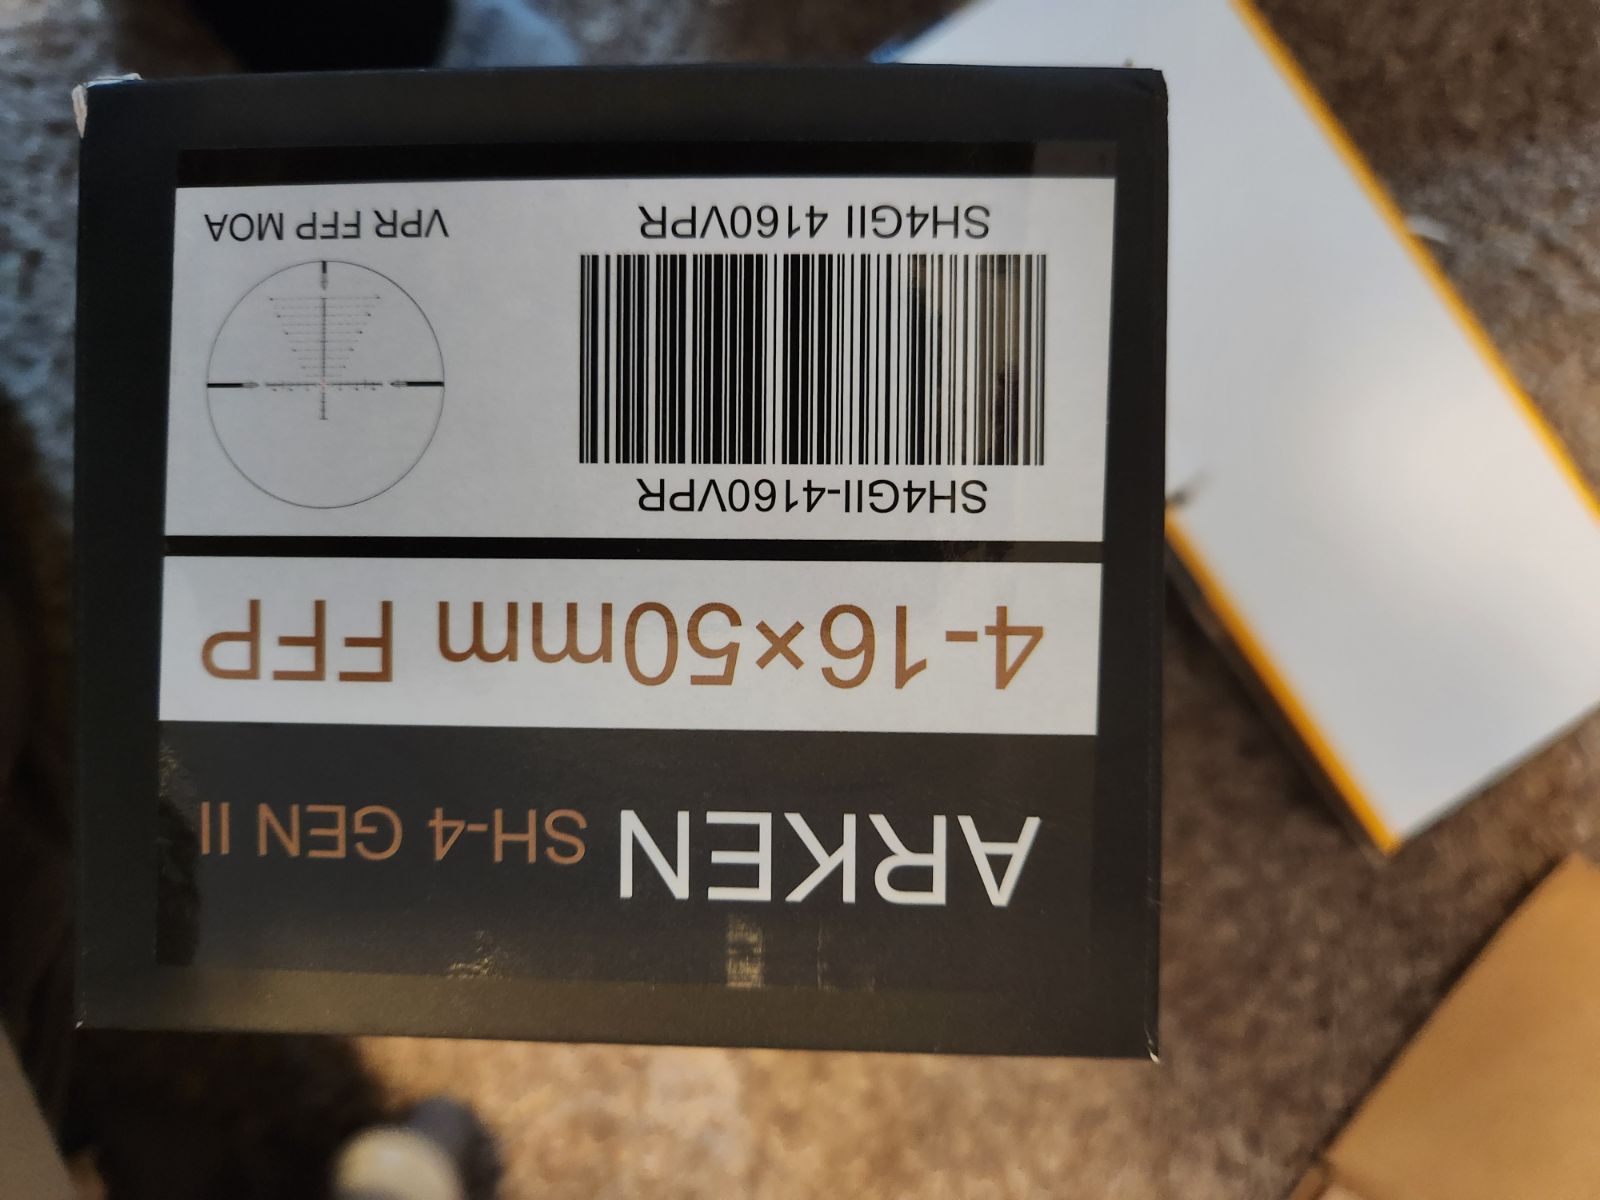 ARKEN SH-4 GEN II
4-16×50mm FFP
SH4GII-4160VPR
SH4GII 4160VPR
VPR FFP MOA